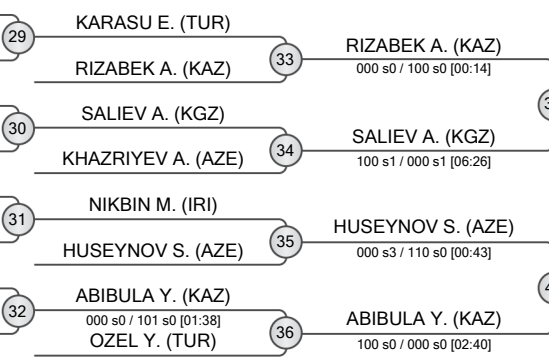 29
KARASU E. (TUR)
RIZABEK A. (KAZ)
33
RIZABEK A. (KAZ)
000 s0 / 100 s0 [00:14]
30
SALIEV A. (KGZ)
KHAZRIYEV A. (AZE)
34
SALIEV A. (KGZ)
100 s1 / 000 s1 [06:26]
31
NIKBIN M. (IRI)
HUSEYNOV S. (AZE)
35
HUSEYNOV S. (AZE)
000 s3 / 110 s0 [00:43]
32
ABIBULA Y. (KAZ)
000 s0 / 101 s0 [01:38]
OZEL Y. (TUR)
36
ABIBULA Y. (KAZ)
100 s0 / 000 s0 [02:40]